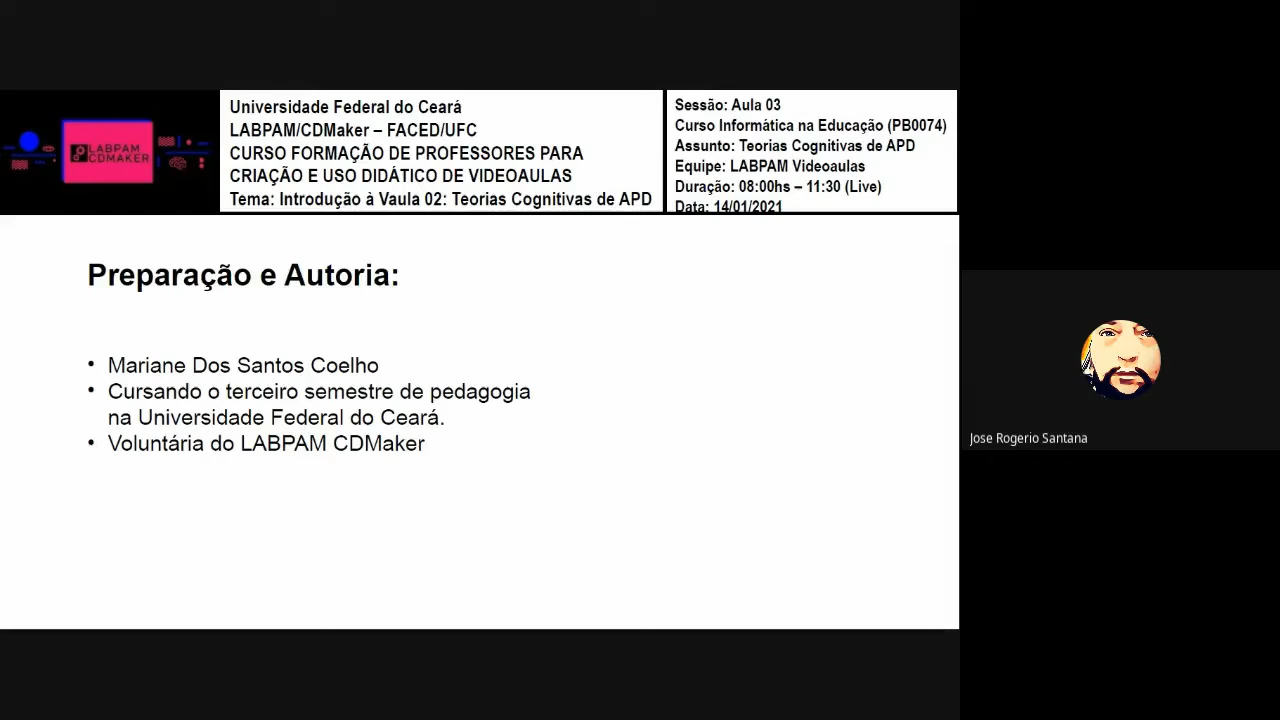 LABPAM
CDMAKER
Universidade Federal do Ceará
LABPAM/CDMaker – FACED/UFC
CURSO FORMAÇÃO DE PROFESSORES PARA
CRIAÇÃO E USO DIDÁTICO DE VIDEOAULAS
Tema: Introdução à Vaula 02: Teorias Cognitivas de APD
Sessão: Aula 03
Curso Informática na Educação (PB0074)
Assunto: Teorias Cognitivas de APD
Equipe: LABPAM Videoaulas
Duração: 08:00hs – 11:30 (Live)
Data: 14/01/2021
Preparação e Autoria:
• Mariane Dos Santos Coelho
• Cursando o terceiro semestre de pedagogia
na Universidade Federal do Ceará.
• Voluntária do LABPAM CDMaker
Jose Rogerio Santana